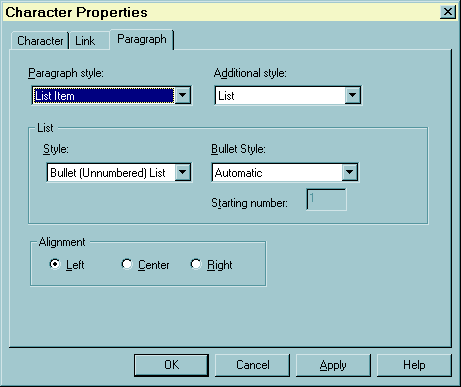 Character Properties
Character Link Paragraph
Paragraph style: Additional style:
List Item List
List
Style: Bullet Style:
Bullet (Unnumbered) List Automatic
Starting number: 1
Alignment
Left Center Right
OK Cancel Apply Help